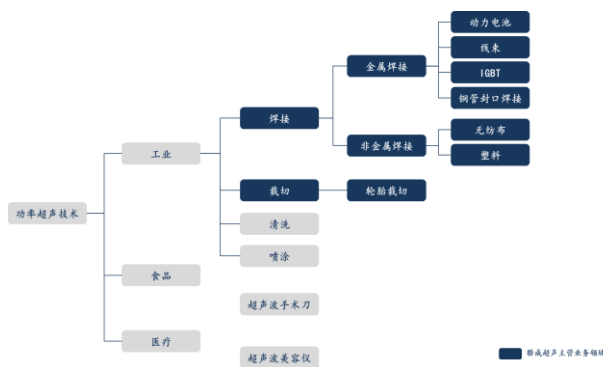 动力电池
线束
金属焊接
IGBT
铜管封口焊接
焊接
无纺布
工业
非金属焊接
塑料
裁切
轮胎裁切
功率超声技术
清洗
喷涂
食品
超声波手术刀
医疗
超声波美容仪
骄成超声主营业务领域